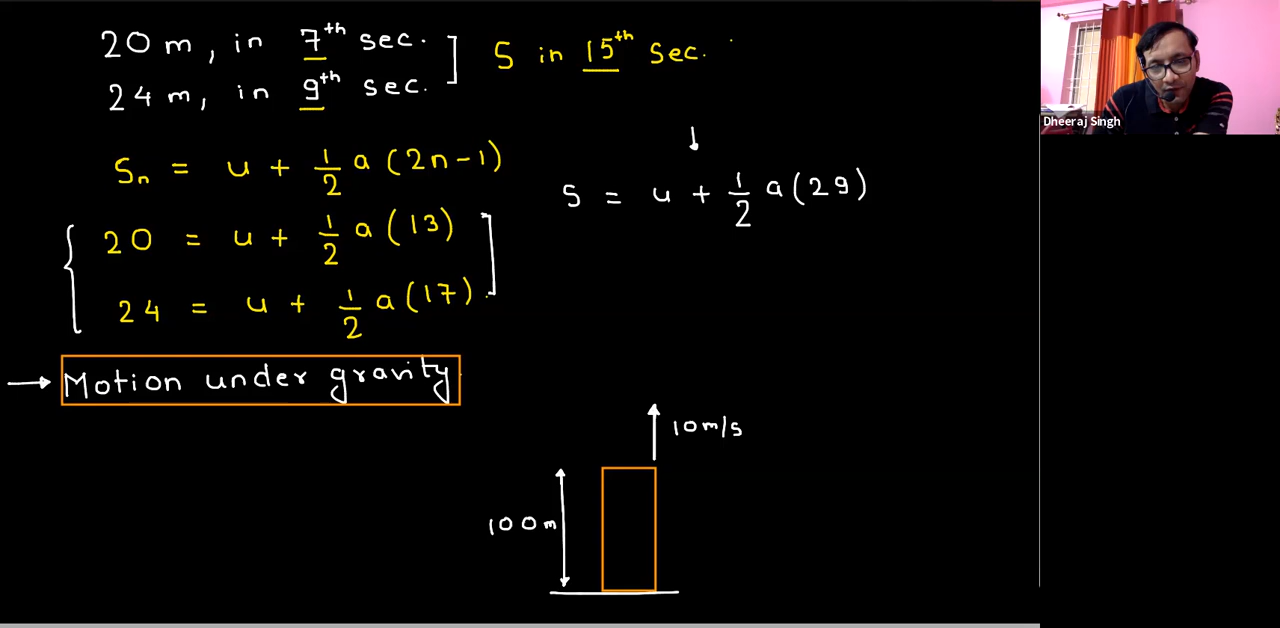 20 m, in 7th sec. ] S in 15th sec.
24 m, in 9th sec.
Sn = u + 1/2 a (2n-1)
S = u + 1/2 a (29)
20 = u + 1/2 a (13)
24 = u + 1/2 a (17)
→ Motion under gravity
10 m/s
100 m
Dheeraj Singh